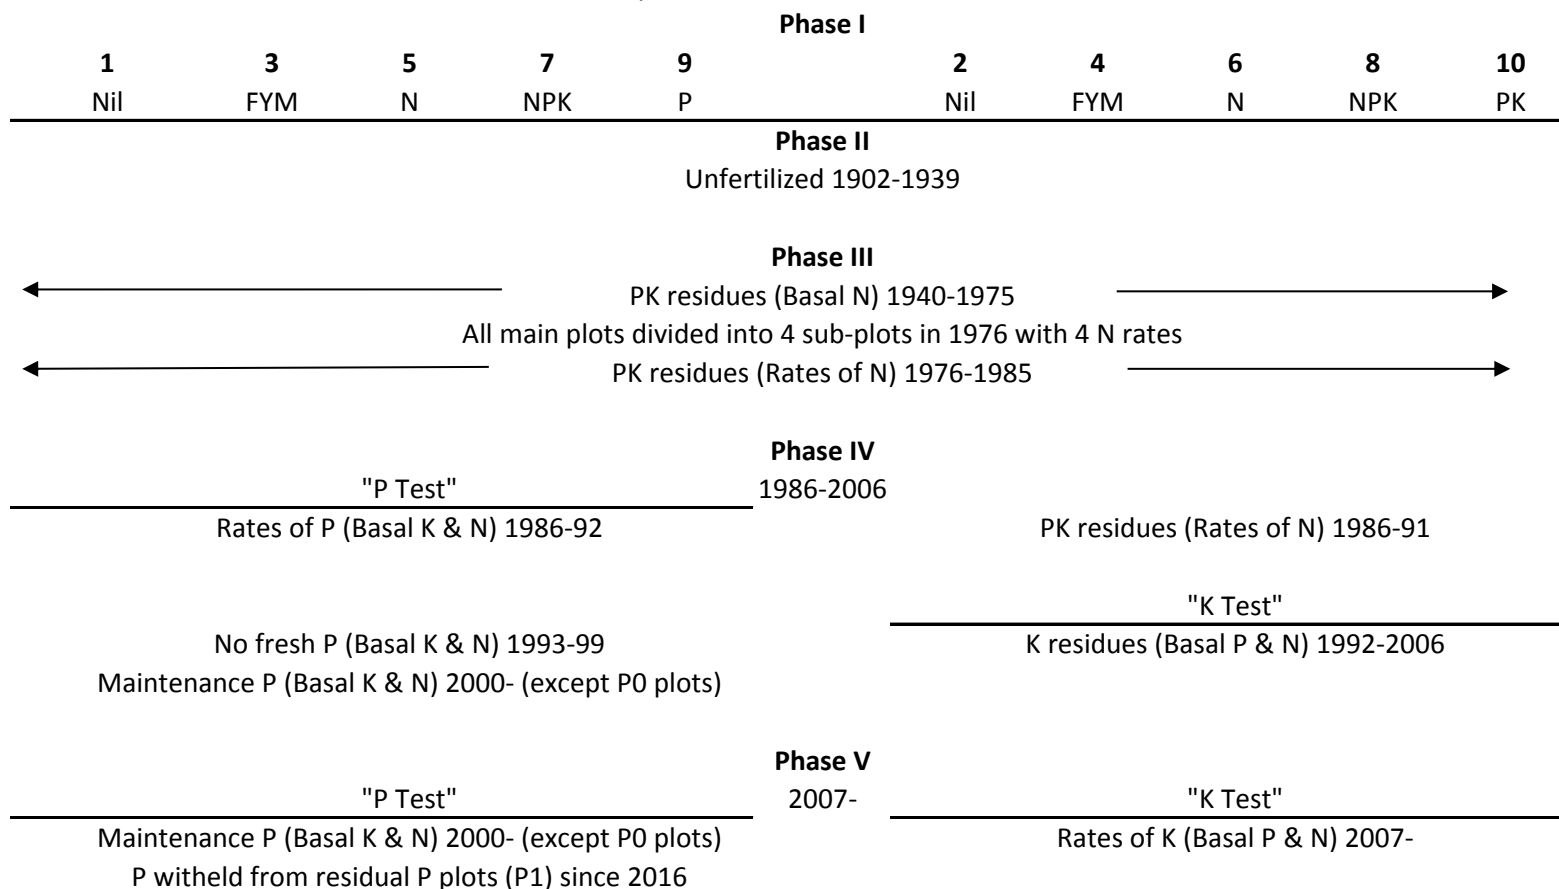 Phase I
1 3 5 7 9 2 4 6 8 10
Nil FYM N NPK P Nil FYM N NPK PK
Phase II
Unfertilized 1902-1939
Phase III
PK residues (Basal N) 1940-1975
All main plots divided into 4 sub-plots in 1976 with 4 N rates
PK residues (Rates of N) 1976-1985
Phase IV
"P Test" 1986-2006
Rates of P (Basal K & N) 1986-92 PK residues (Rates of N) 1986-91
"K Test"
No fresh P (Basal K & N) 1993-99 K residues (Basal P & N) 1992-2006
Maintenance P (Basal K & N) 2000- (except P0 plots)
Phase V
"P Test" 2007- "K Test"
Maintenance P (Basal K & N) 2000- (except P0 plots) Rates of K (Basal P & N) 2007-
P witheld from residual P plots (P1) since 2016